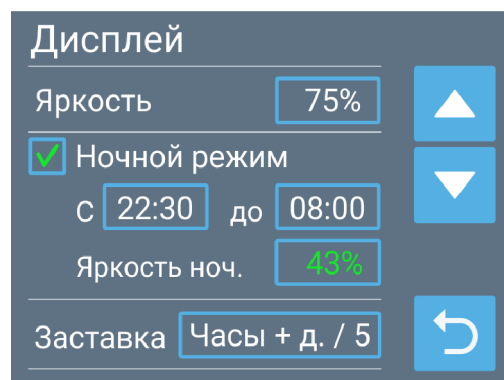 Дисплей
Яркость 75%
Ночной режим
С 22:30 до 08:00
Яркость ноч. 43%
Заставка Часы + д. / 5